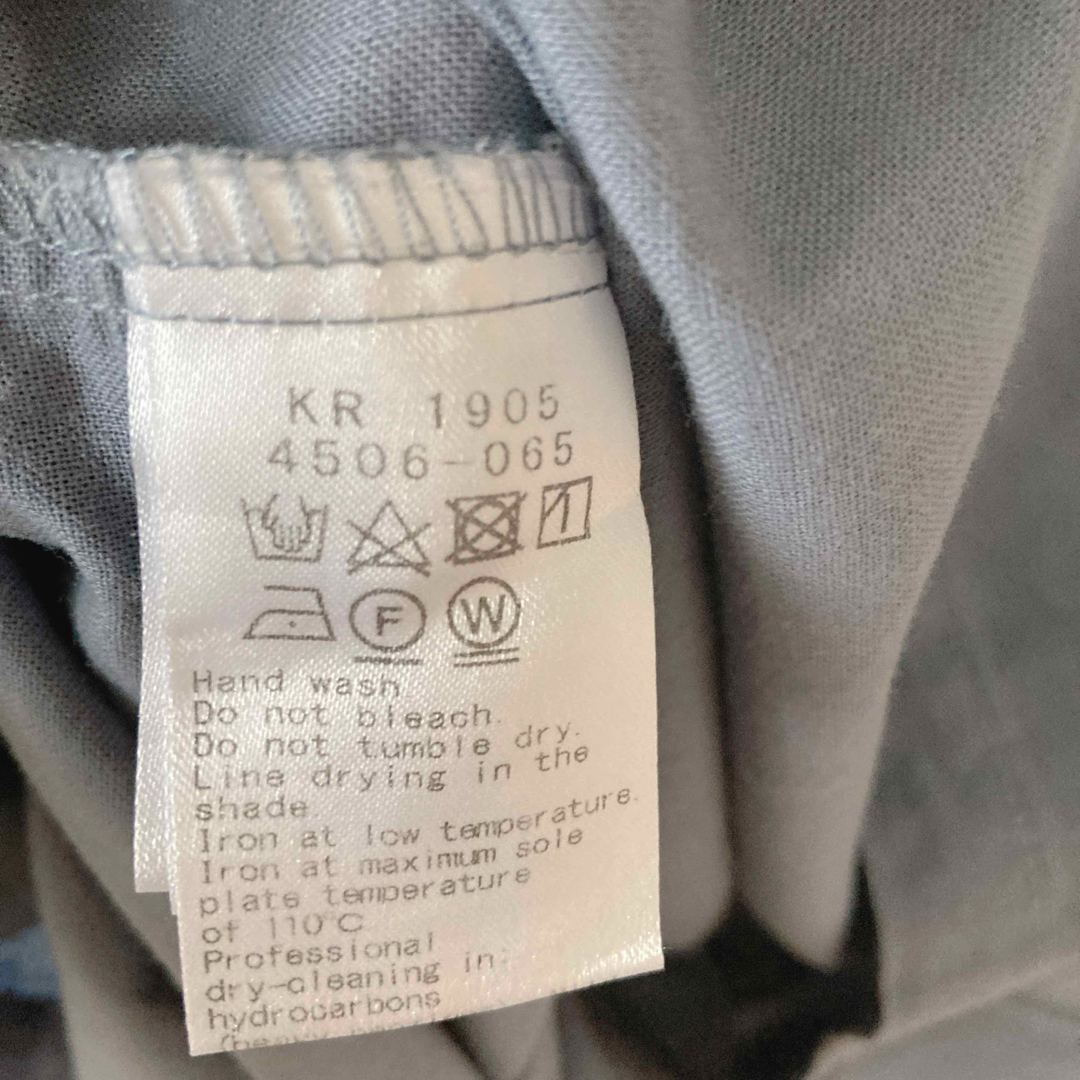 KR 1905
4506-065
F W
Hand wash
Do not bleach.
Do not tumble dry.
Line drying in the
shade
Iron at low temperature.
Iron at maximum sole
plate temperature
of 110℃
Professional
dry-cleaning in:
hydrocarbons